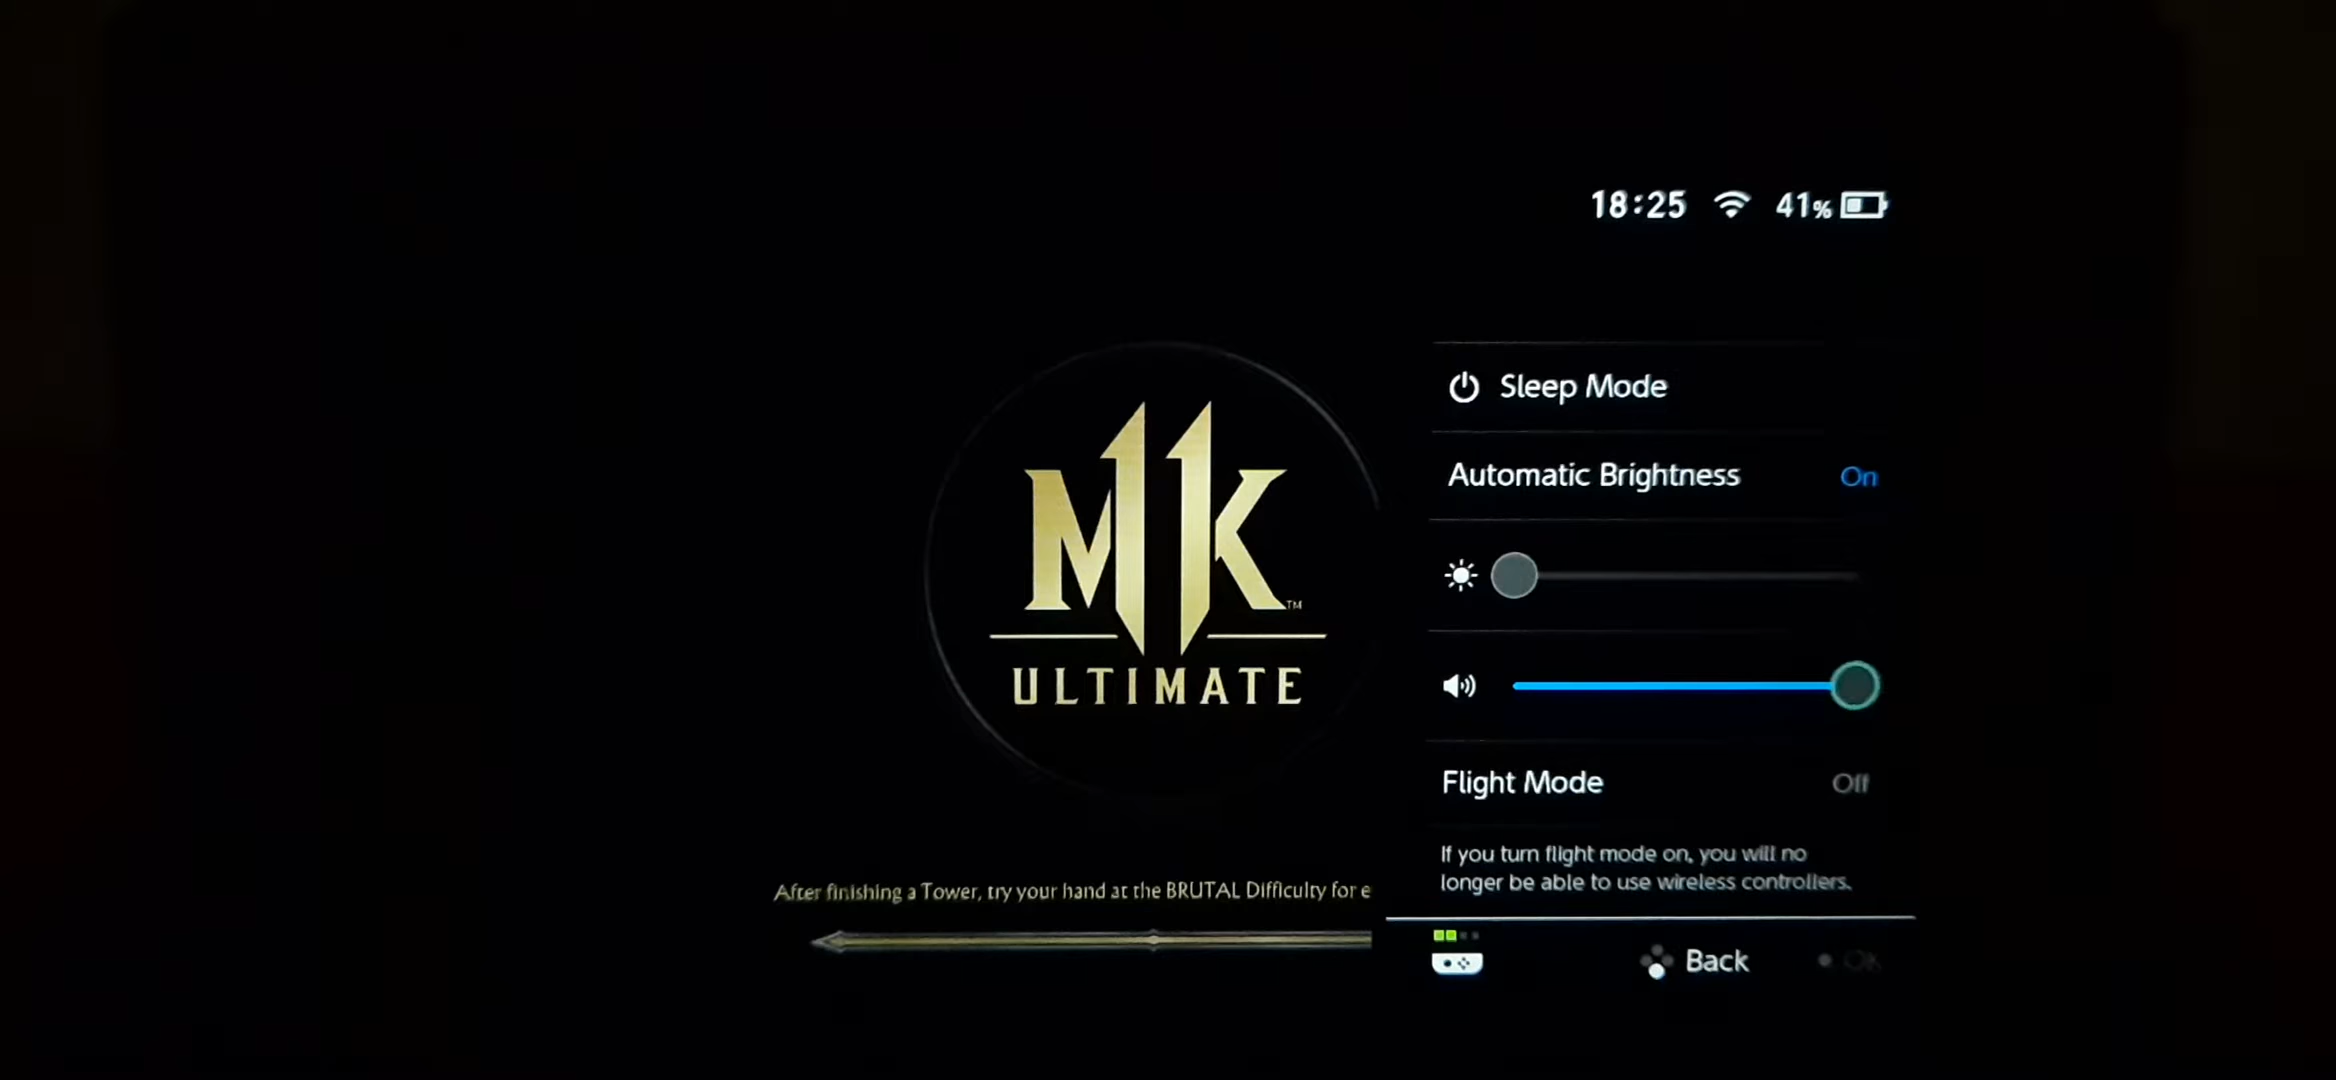 18:25 41%
Sleep Mode
Automatic Brightness On
MK11™
ULTIMATE
Flight Mode Off
If you turn flight mode on, you will no
longer be able to use wireless controllers.
After finishing a Tower, try your hand at the BRUTAL Difficulty for e
Back OK